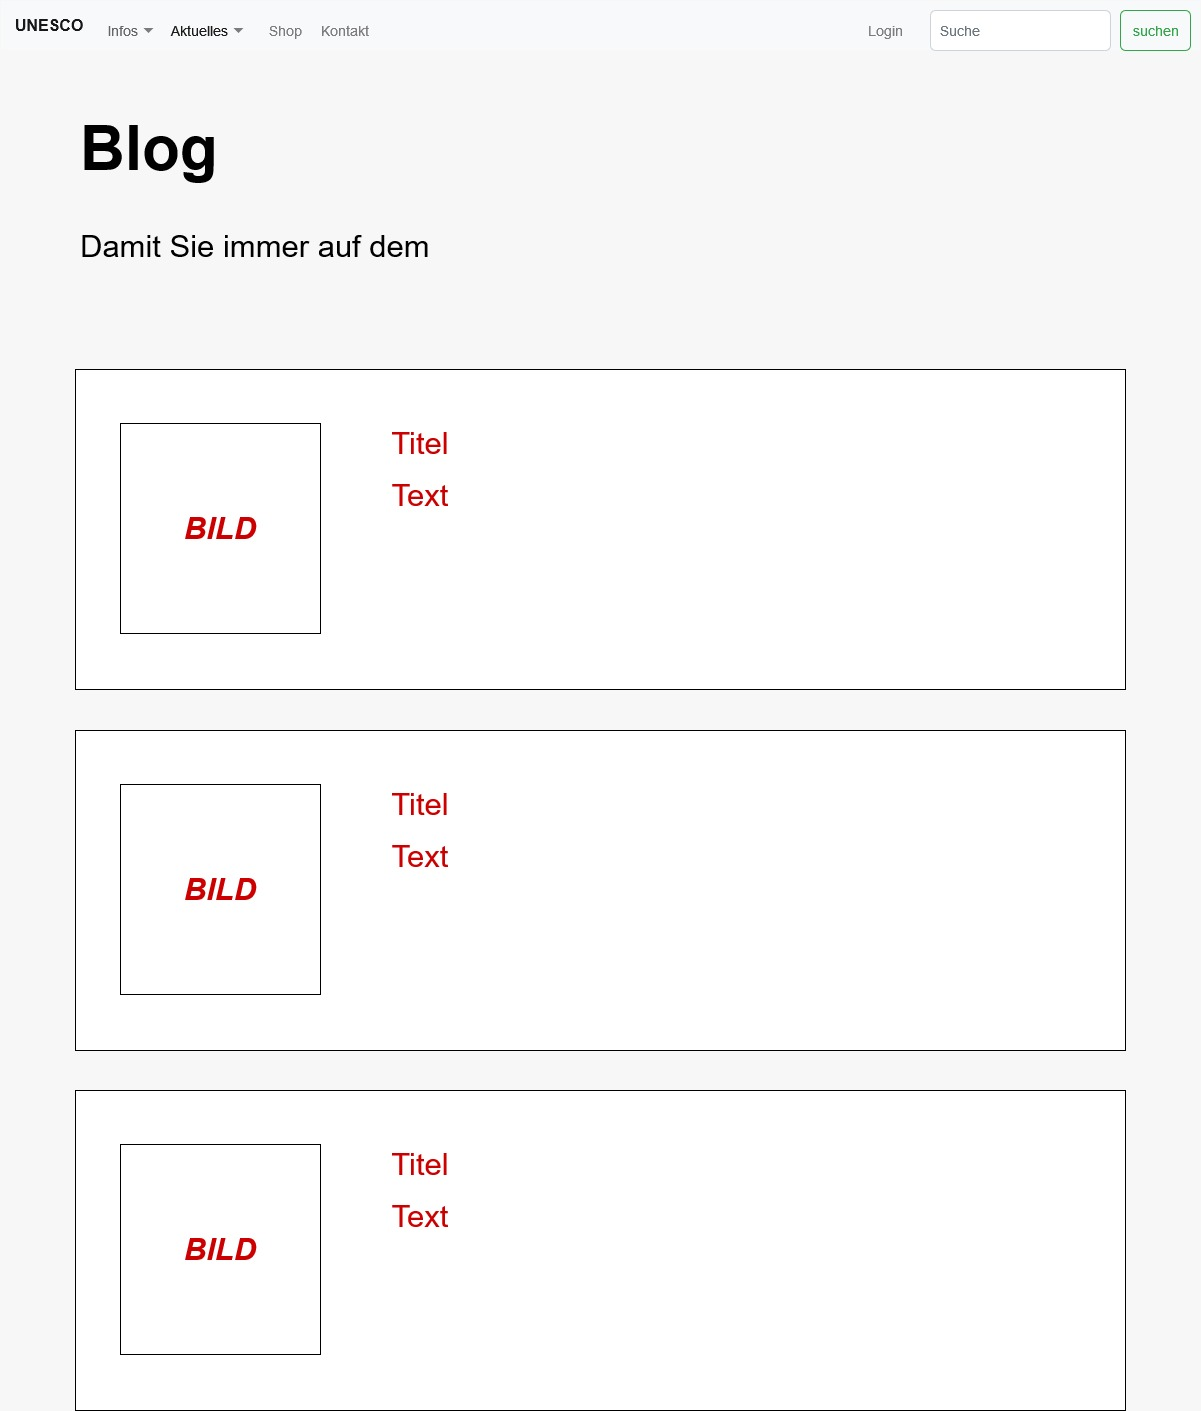 UNESCO Infos Aktuelles Shop Kontakt Login Suche suchen
Blog
Damit Sie immer auf dem
Titel
Text
BILD
Titel
Text
BILD
Titel
Text
BILD